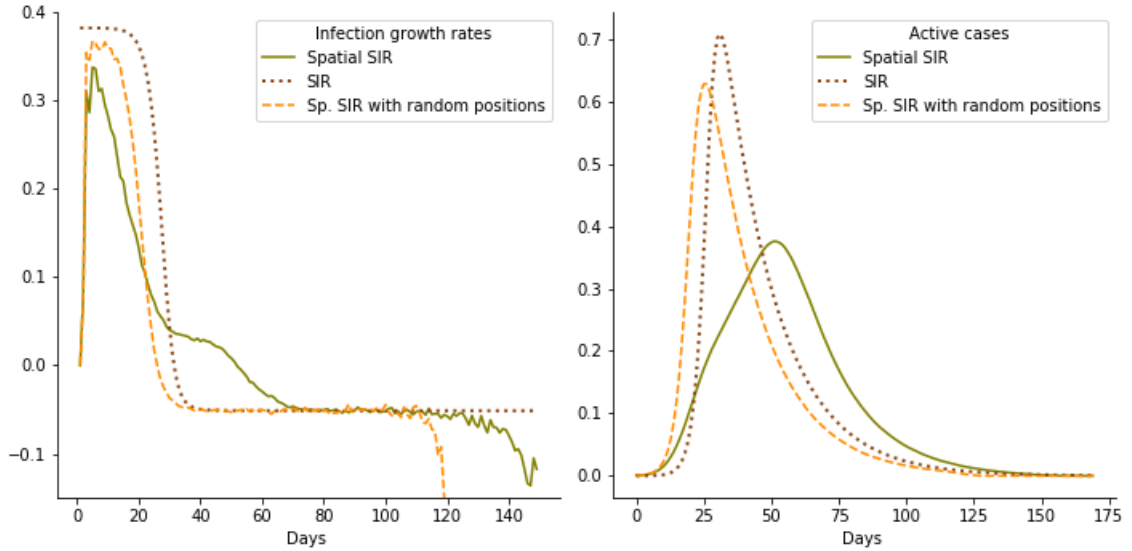 Infection growth rates
Spatial SIR
SIR
Sp. SIR with random positions
0.4
0.3
0.2
0.1
0.0
−0.1
0 20 40 60 80 100 120 140
Days
Active cases
Spatial SIR
SIR
Sp. SIR with random positions
0.7
0.6
0.5
0.4
0.3
0.2
0.1
0.0
0 25 50 75 100 125 150 175
Days